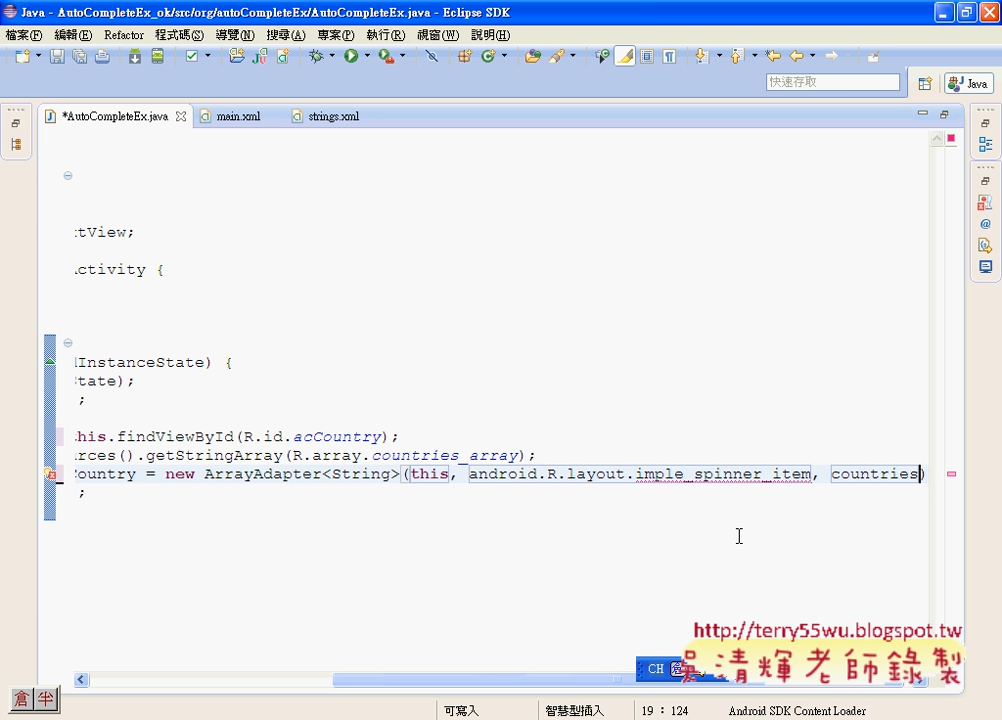 Java - AutoCompleteEx_ok/src/org/autoCompleteEx/AutoCompleteEx.java - Eclipse SDK
檔案(F) 編輯(E) Refactor 程式碼(S) 導覽(N) 搜尋(A) 專案(P) 執行(R) 視窗(W) 說明(H)
快速存取
Java
*AutoCompleteEx.java
main.xml
strings.xml
:tView;
.ctivity {
InstanceState) {
:tate);
;
his.findViewById(R.id.acCountry);
irces().getStringArray(R.array.countries_array);
Country = new ArrayAdapter<String>(this, android.R.layout.imple_spinner_item, countries)
;
http://terry55wu.blogspot.tw
CH
吳清輝老師錄製
倉 半
可寫入
智慧型插入
19 : 124
Android SDK Content Loader